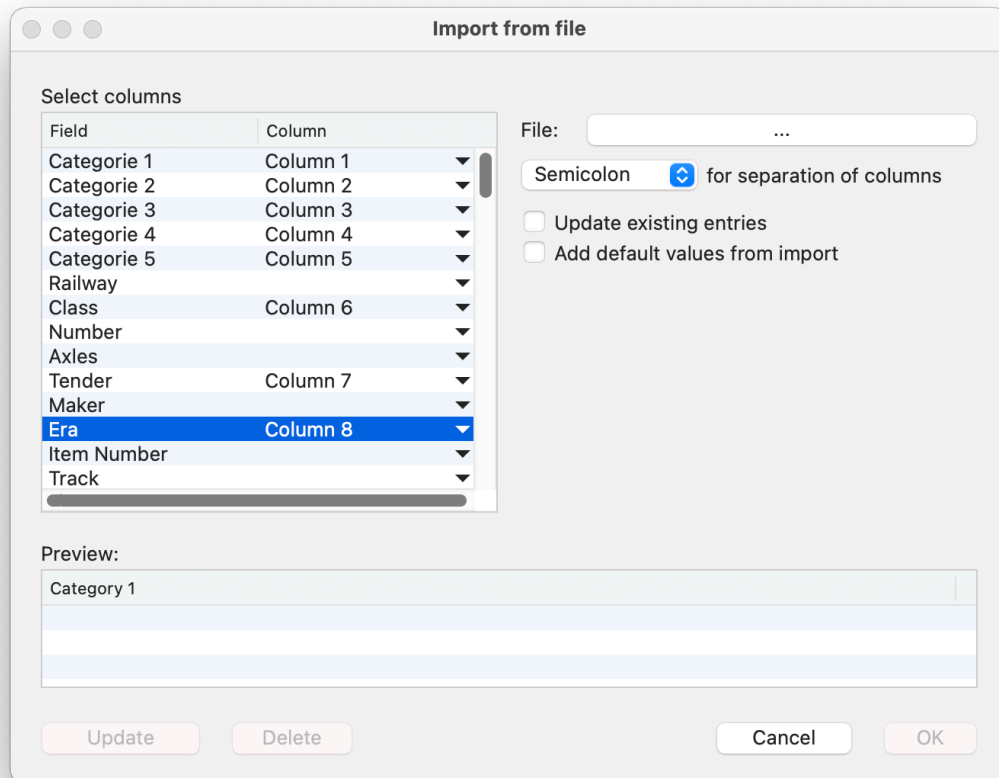 Import from file
Select columns
Field Column
Categorie 1 Column 1
Categorie 2 Column 2
Categorie 3 Column 3
Categorie 4 Column 4
Categorie 5 Column 5
Railway
Class Column 6
Number
Axles
Tender Column 7
Maker
Era Column 8
Item Number
Track
File: ...
Semicolon for separation of columns
Update existing entries
Add default values from import
Preview:
Category 1
Update Delete Cancel OK